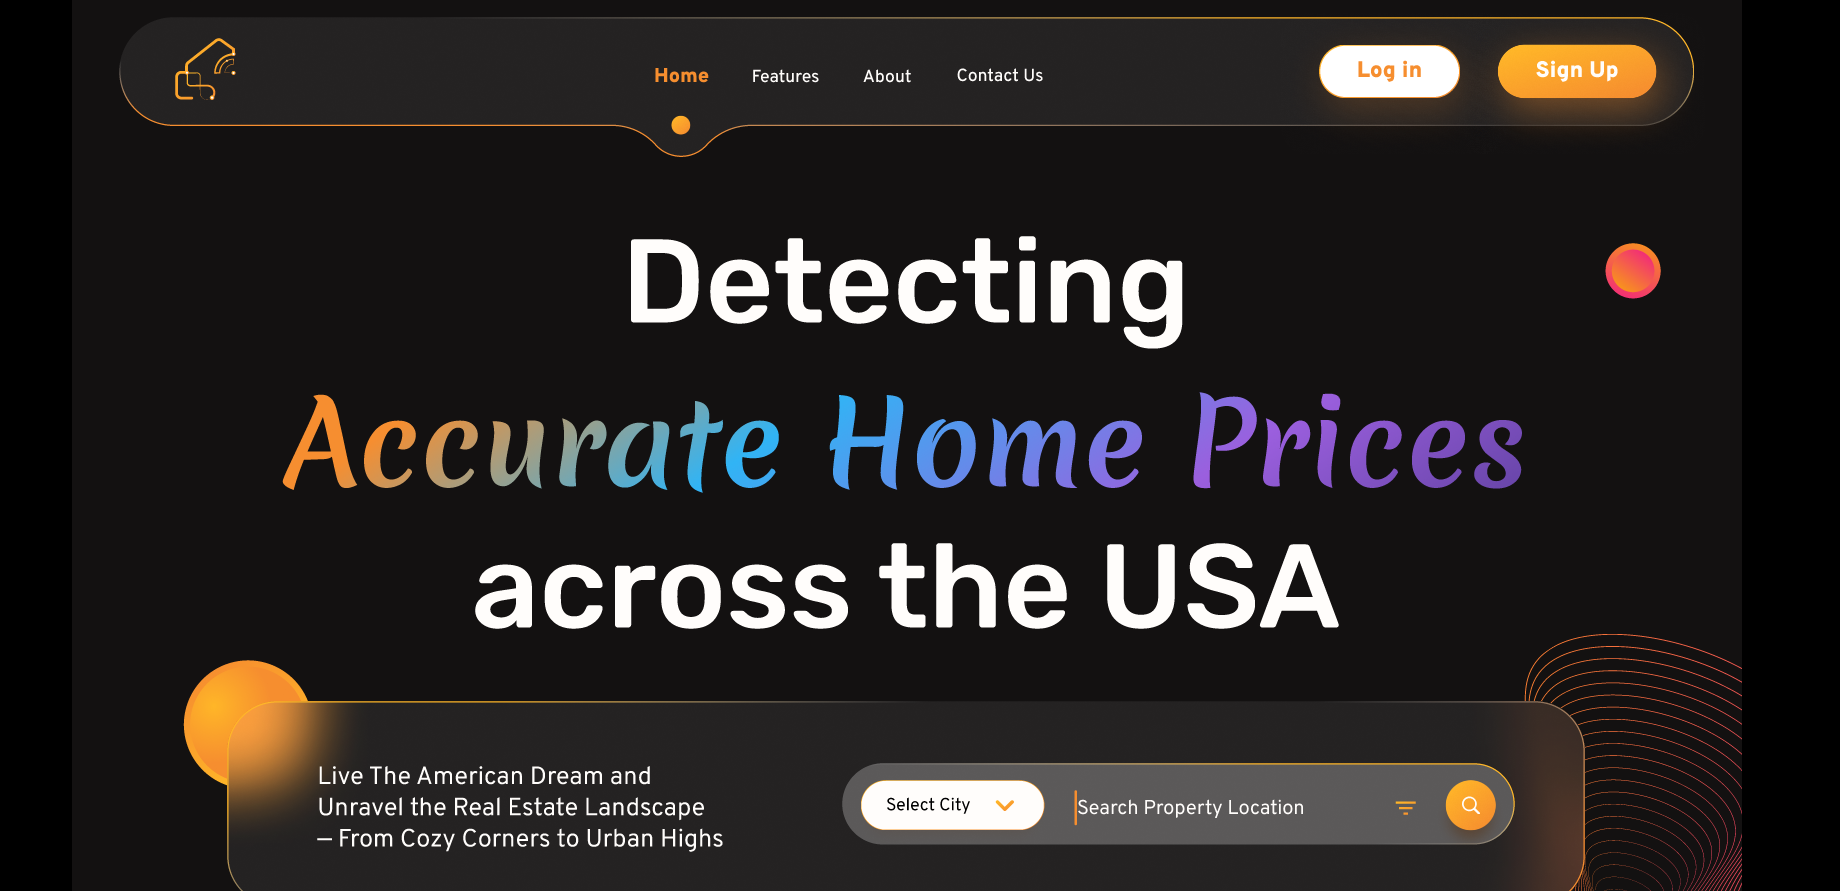 Home
Features
About
Contact Us
Log in
Sign Up
Detecting
Accurate Home Prices
across the USA
Live The American Dream and
Unravel the Real Estate Landscape
— From Cozy Corners to Urban Highs
Select City
Search Property Location